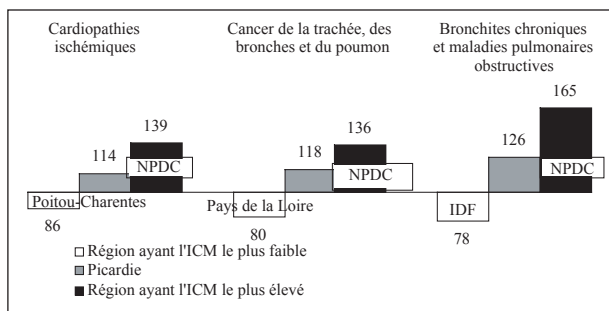 Cardiopathies
ischémiques
Cancer de la trachée, des
bronches et du poumon
Bronchites chroniques
et maladies pulmonaires
obstructives
114
139
NPDC
Poitou-Charentes
86
118
136
NPDC
Pays de la Loire
80
126
165
NPDC
IDF
78
Région ayant l'ICM le plus faible
Picardie
Région ayant l'ICM le plus élevé